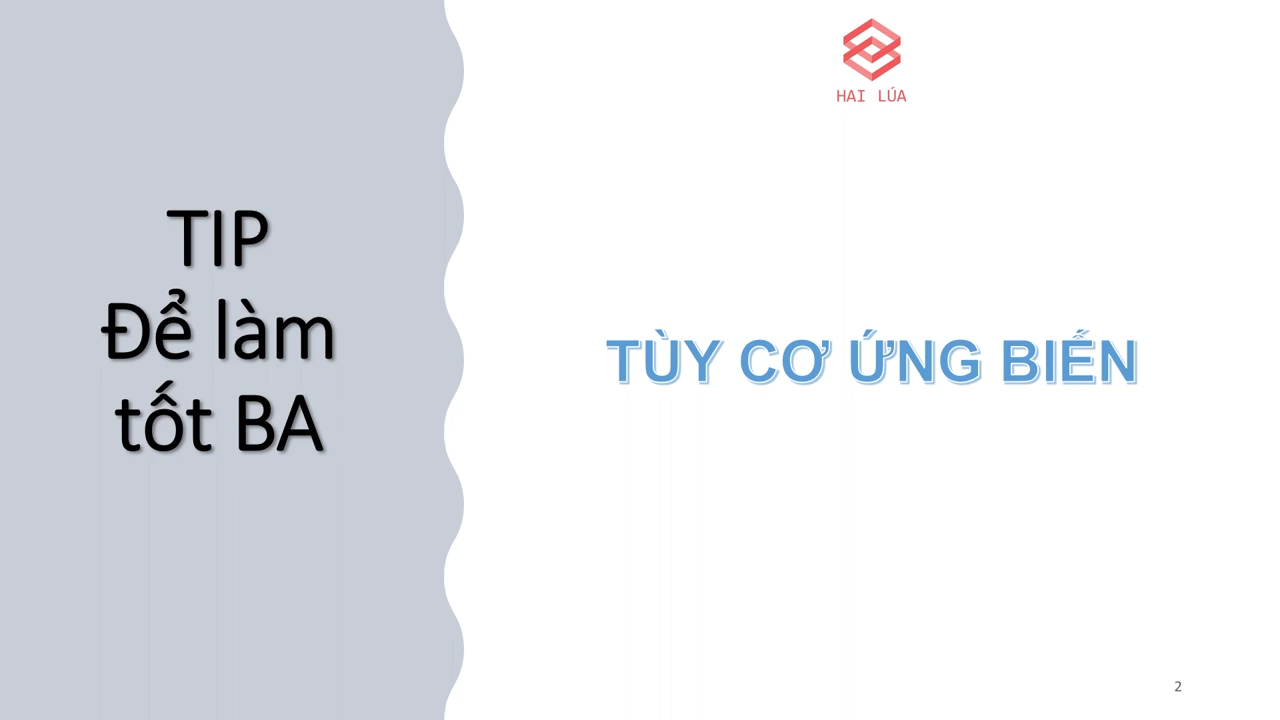 TIP
Để làm
tốt BA
HAI LÚA
TÙY CƠ ỨNG BIẾN
2